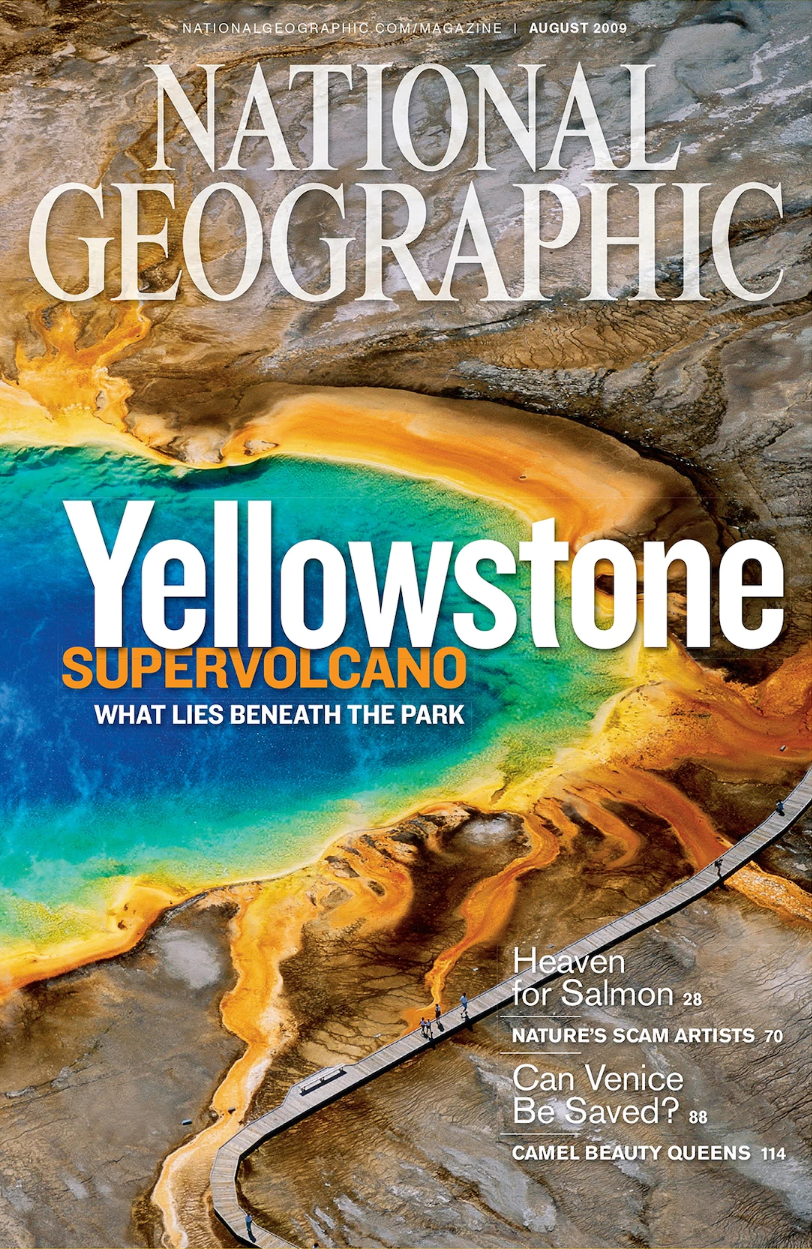 NATIONALGEOGRAPHIC.COM/MAGAZINE | AUGUST 2009
NATIONAL
GEOGRAPHIC
Yellowstone
SUPERVOLCANO
WHAT LIES BENEATH THE PARK
Heaven
for Salmon 28
NATURE'S SCAM ARTISTS 70
Can Venice
Be Saved? 88
CAMEL BEAUTY QUEENS 114